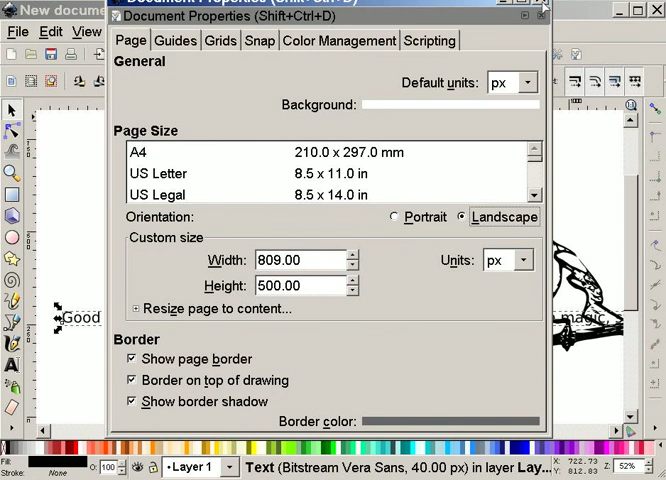 New docume
Document Properties (Shift+Ctrl+D)
Document Properties (Shift+Ctrl+D)
File Edit
Page Guides Grids Snap Color Management Scripting
General
Default units: px
Background:
Page Size
A4 210.0 x 297.0 mm
US Letter 8.5 x 11.0 in
US Legal 8.5 x 14.0 in
Orientation: Portrait Landscape
Custom size
Width: 809.00 Units: px
Height: 500.00
Resize page to content...
Good magic,
Border
Show page border
Border on top of drawing
Show border shadow
Border color:
Fill: O: 100 Layer 1 Text (Bitstream Vera Sans, 40.00 px) in layer Lay... X: 722.73 Z: 52%
Stroke: None Y: 812.83